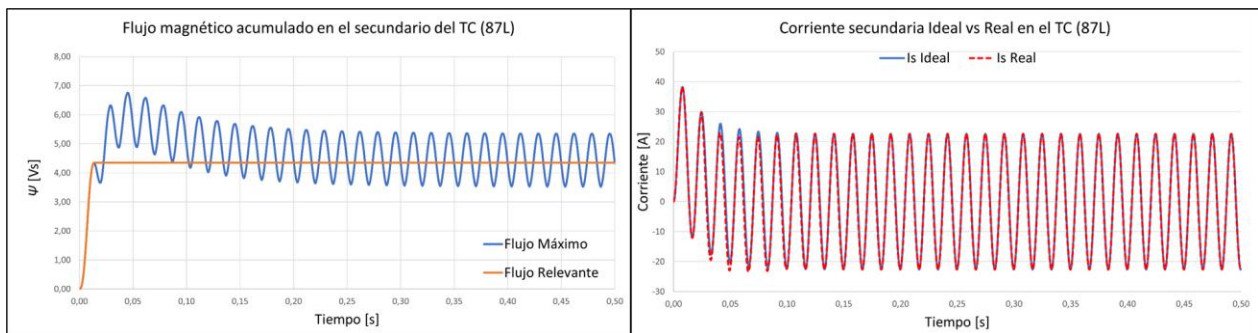 Flujo magnético acumulado en el secundario del TC (87L)
8,00
7,00
6,00
5,00
4,00
3,00
2,00
1,00
0,00
Ψ [Vs]
Flujo Máximo
Flujo Relevante
0,00 0,05 0,10 0,15 0,20 0,25 0,30 0,35 0,40 0,45 0,50
Tiempo [s]
Corriente secundaria Ideal vs Real en el TC (87L)
Is Ideal Is Real
50
40
30
20
10
0
-10
-20
-30
Corriente [A]
0,00 0,05 0,10 0,15 0,20 0,25 0,30 0,35 0,40 0,45 0,50
Tiempo [s]